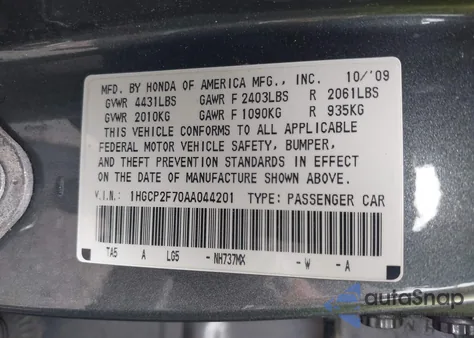 MFD. BY HONDA OF AMERICA MFG., INC. 10/'09
GVWR 4431LBS GAWR F 2403LBS R 2061LBS
GVWR 2010KG GAWR F 1090KG R 935KG
THIS VEHICLE CONFORMS TO ALL APPLICABLE
FEDERAL MOTOR VEHICLE SAFETY, BUMPER,
AND THEFT PREVENTION STANDARDS IN EFFECT
ON THE DATE OF MANUFACTURE SHOWN ABOVE.
V.I.N: 1HGCP2F70AA044201 TYPE: PASSENGER CAR
TA5 A LG5 - NH737MX - W - A
autoSnap